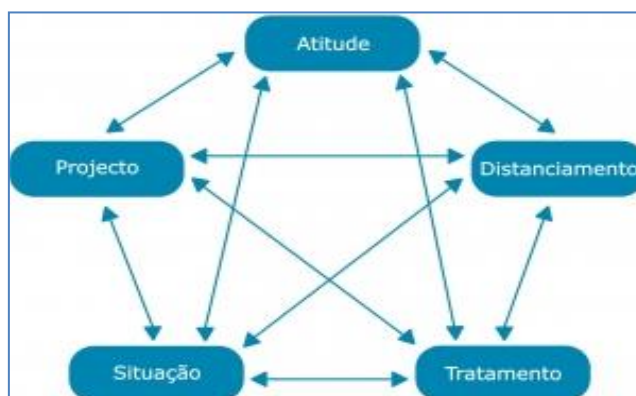 Atitude
Projecto
Distanciamento
Situação
Tratamento